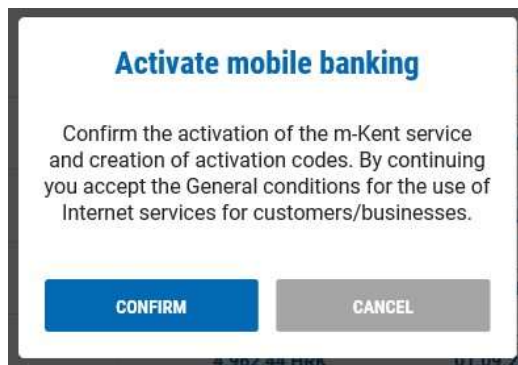 Activate mobile banking
Confirm the activation of the m-Kent service
and creation of activation codes. By continuing
you accept the General conditions for the use of
Internet services for customers/businesses.
CONFIRM
CANCEL